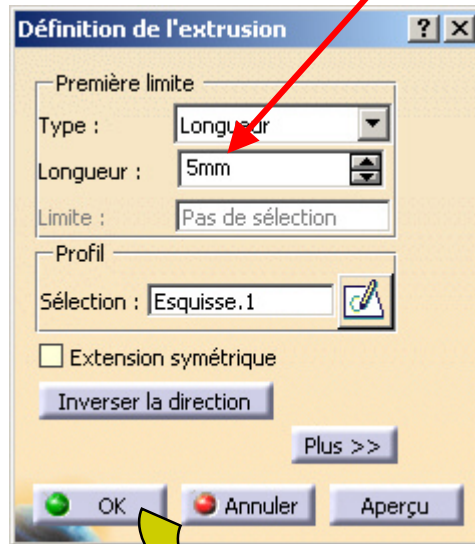 Définition de l'extrusion ? X
Première limite
Type : Longueur
Longueur : 5mm
Limite : Pas de sélection
Profil
Sélection : Esquisse.1
Extension symétrique
Inverser la direction
Plus >>
OK Annuler Aperçu